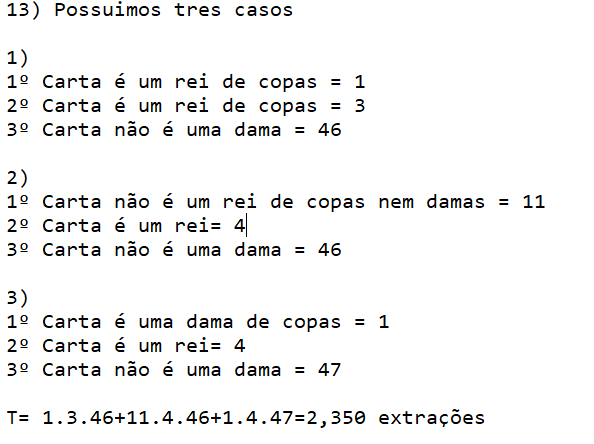 13) Possuimos tres casos
1)
1º Carta é um rei de copas = 1
2º Carta é um rei de copas = 3
3º Carta não é uma dama = 46
2)
1º Carta não é um rei de copas nem damas = 11
2º Carta é um rei= 4
3º Carta não é uma dama = 46
3)
1º Carta é uma dama de copas = 1
2º Carta é um rei= 4
3º Carta não é uma dama = 47
T= 1.3.46+11.4.46+1.4.47=2,350 extrações